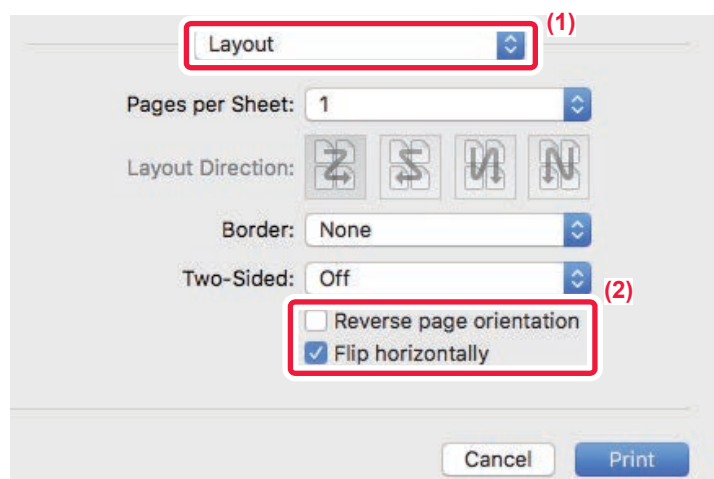 (1)
Layout
Pages per Sheet: 1
Layout Direction:
Border: None
Two-Sided: Off
(2)
Reverse page orientation
Flip horizontally
Cancel Print